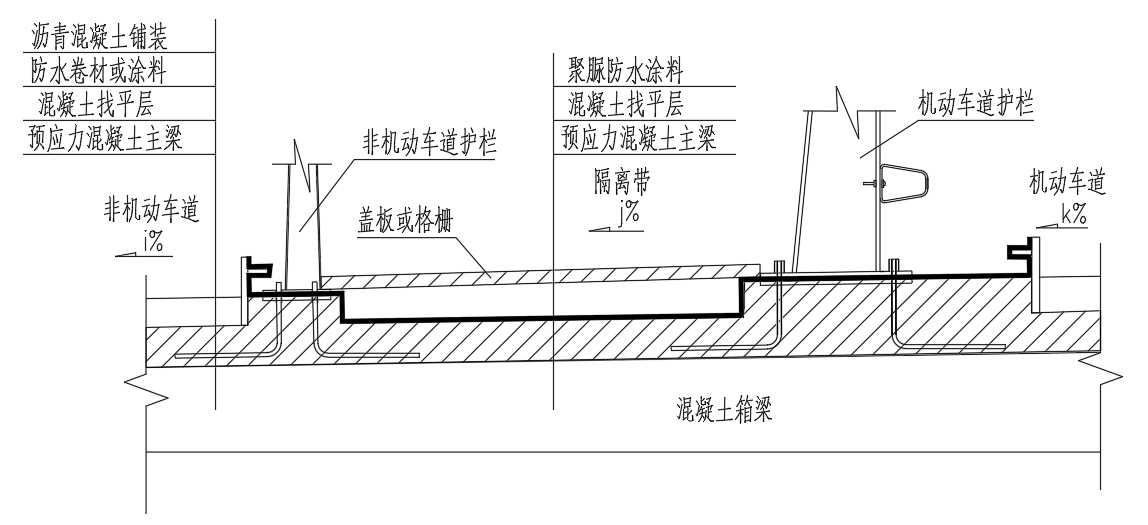 沥青混凝土铺装
防水卷材或涂料
混凝土找平层
预应力混凝土主梁
聚脲防水涂料
混凝土找平层
预应力混凝土主梁
机动车道护栏
非机动车道护栏
隔离带
j%
机动车道
k%
非机动车道
i%
盖板或格栅
混凝土箱梁